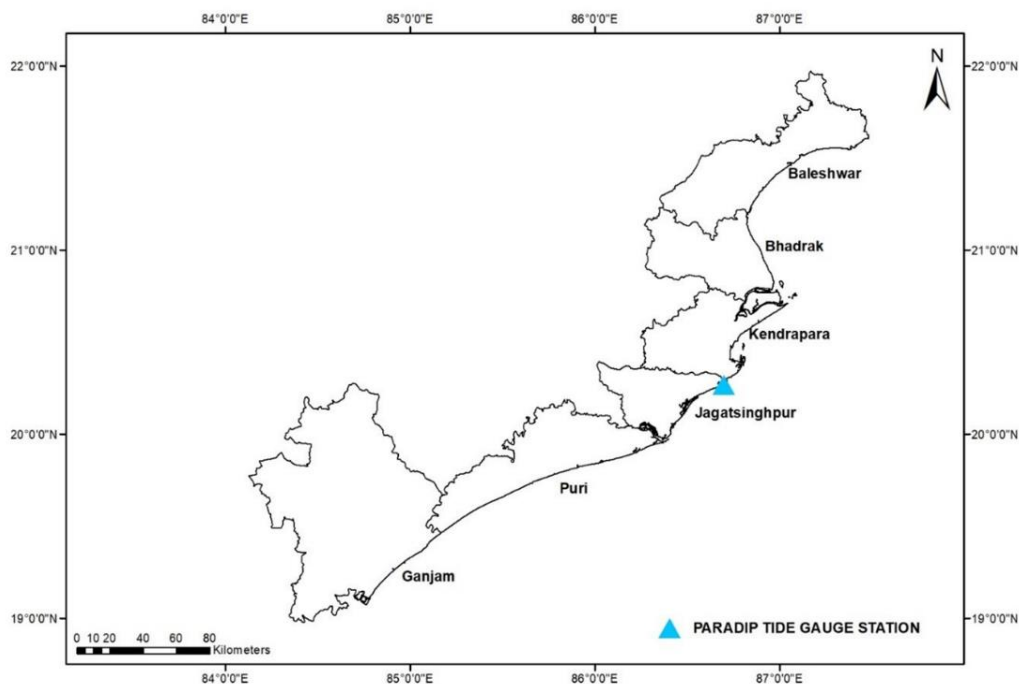 84°0'0"E 85°0'0"E 86°0'0"E 87°0'0"E
N
22°0'0"N 22°0'0"N
Baleshwar
21°0'0"N 21°0'0"N
Bhadrak
Kendrapara
Jagatsinghpur
20°0'0"N 20°0'0"N
Puri
Ganjam
19°0'0"N 19°0'0"N
PARADIP TIDE GAUGE STATION
0 10 20 40 60 80
Kilometers
84°0'0"E 85°0'0"E 86°0'0"E 87°0'0"E